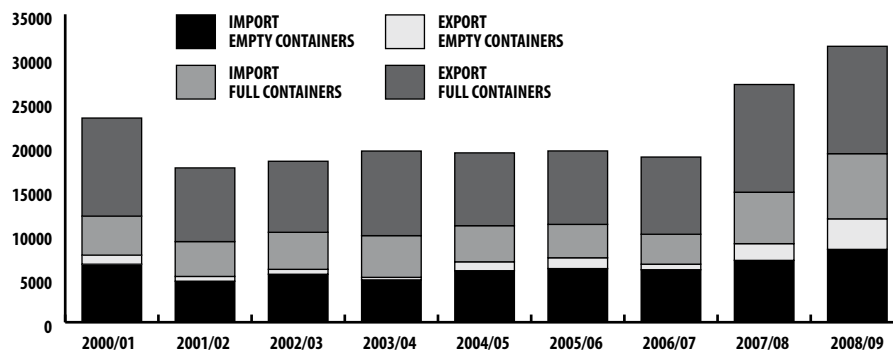 35000
30000
25000
20000
15000
10000
5000
0
IMPORT
EMPTY CONTAINERS
EXPORT
EMPTY CONTAINERS
IMPORT
FULL CONTAINERS
EXPORT
FULL CONTAINERS
2000/01 2001/02 2002/03 2003/04 2004/05 2005/06 2006/07 2007/08 2008/09